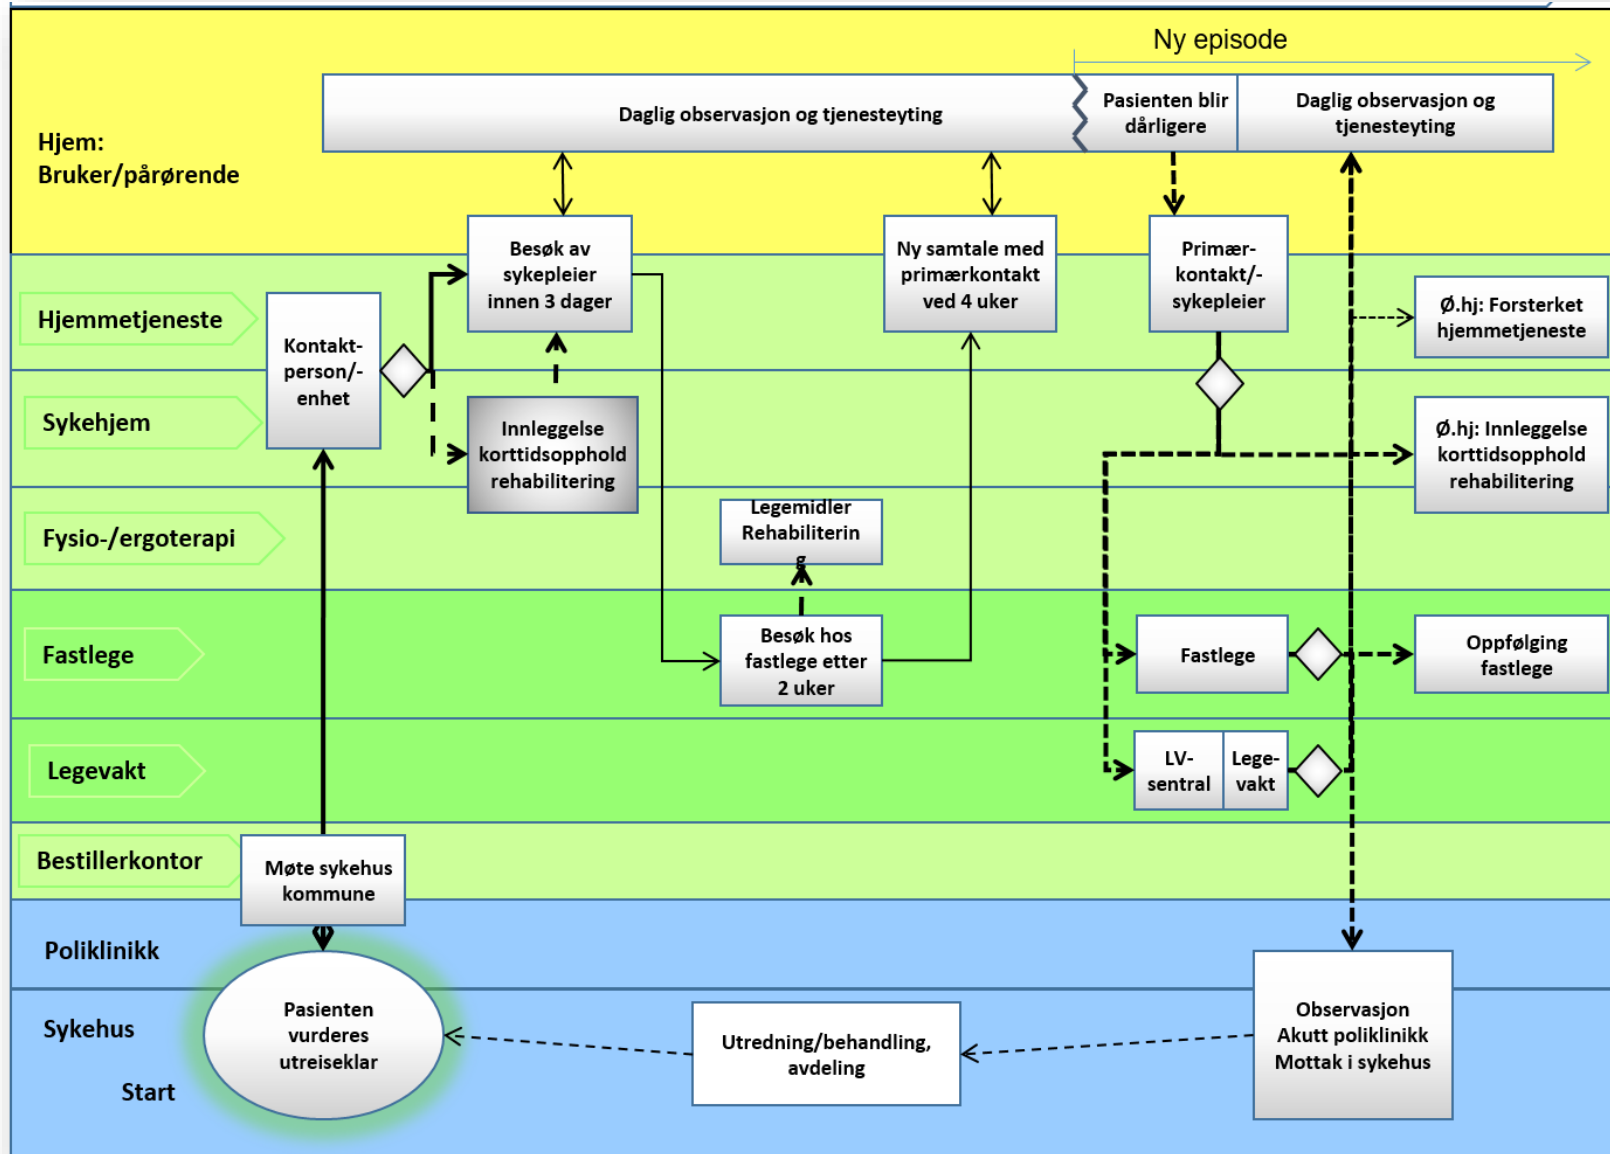 Ny episode
Daglig observasjon og tjenesteyting
Pasienten blir
dårligere
Daglig observasjon og
tjenesteyting
Hjem:
Bruker/pårørende
Besøk av
sykepleier
innen 3 dager
Ny samtale med
primærkontakt
ved 4 uker
Primær-
kontakt/-
sykepleier
Hjemmetjeneste
Kontakt-
person/-
enhet
Ø.hj: Forsterket
hjemmetjeneste
Sykehjem
Innleggelse
korttidsopphold
rehabilitering
Ø.hj: Innleggelse
korttidsopphold
rehabilitering
Fysio-/ergoterapi
Legemidler
Rehabiliterin
g
Fastlege
Besøk hos
fastlege etter
2 uker
Fastlege
Oppfølging
fastlege
Legevakt
LV-
sentral
Lege-
vakt
Bestillerkontor
Møte sykehus
kommune
Poliklinikk
Sykehus
Start
Pasienten
vurderes
utreiseklar
Utredning/behandling,
avdeling
Observasjon
Akutt poliklinikk
Mottak i sykehus